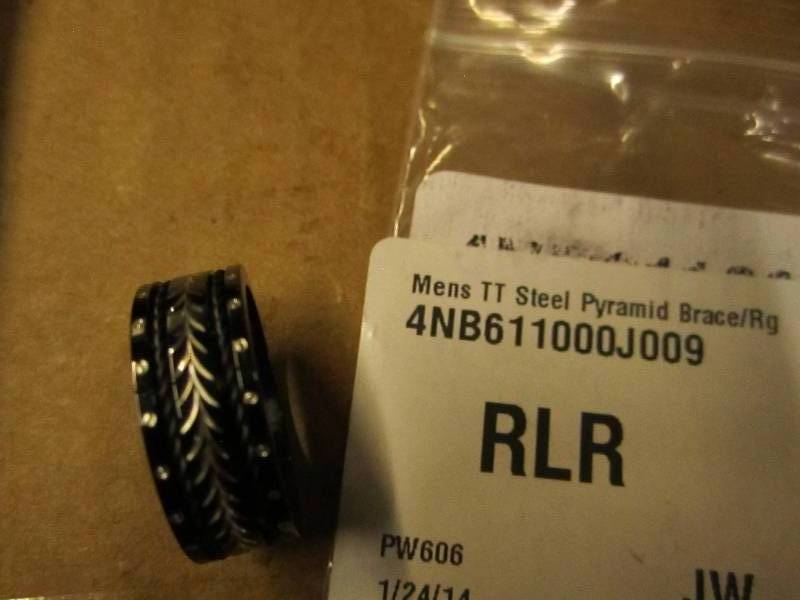 Mens TT Steel Pyramid Brace/Rg
4NB611000J009
RLR
PW606
1/24/14
JW